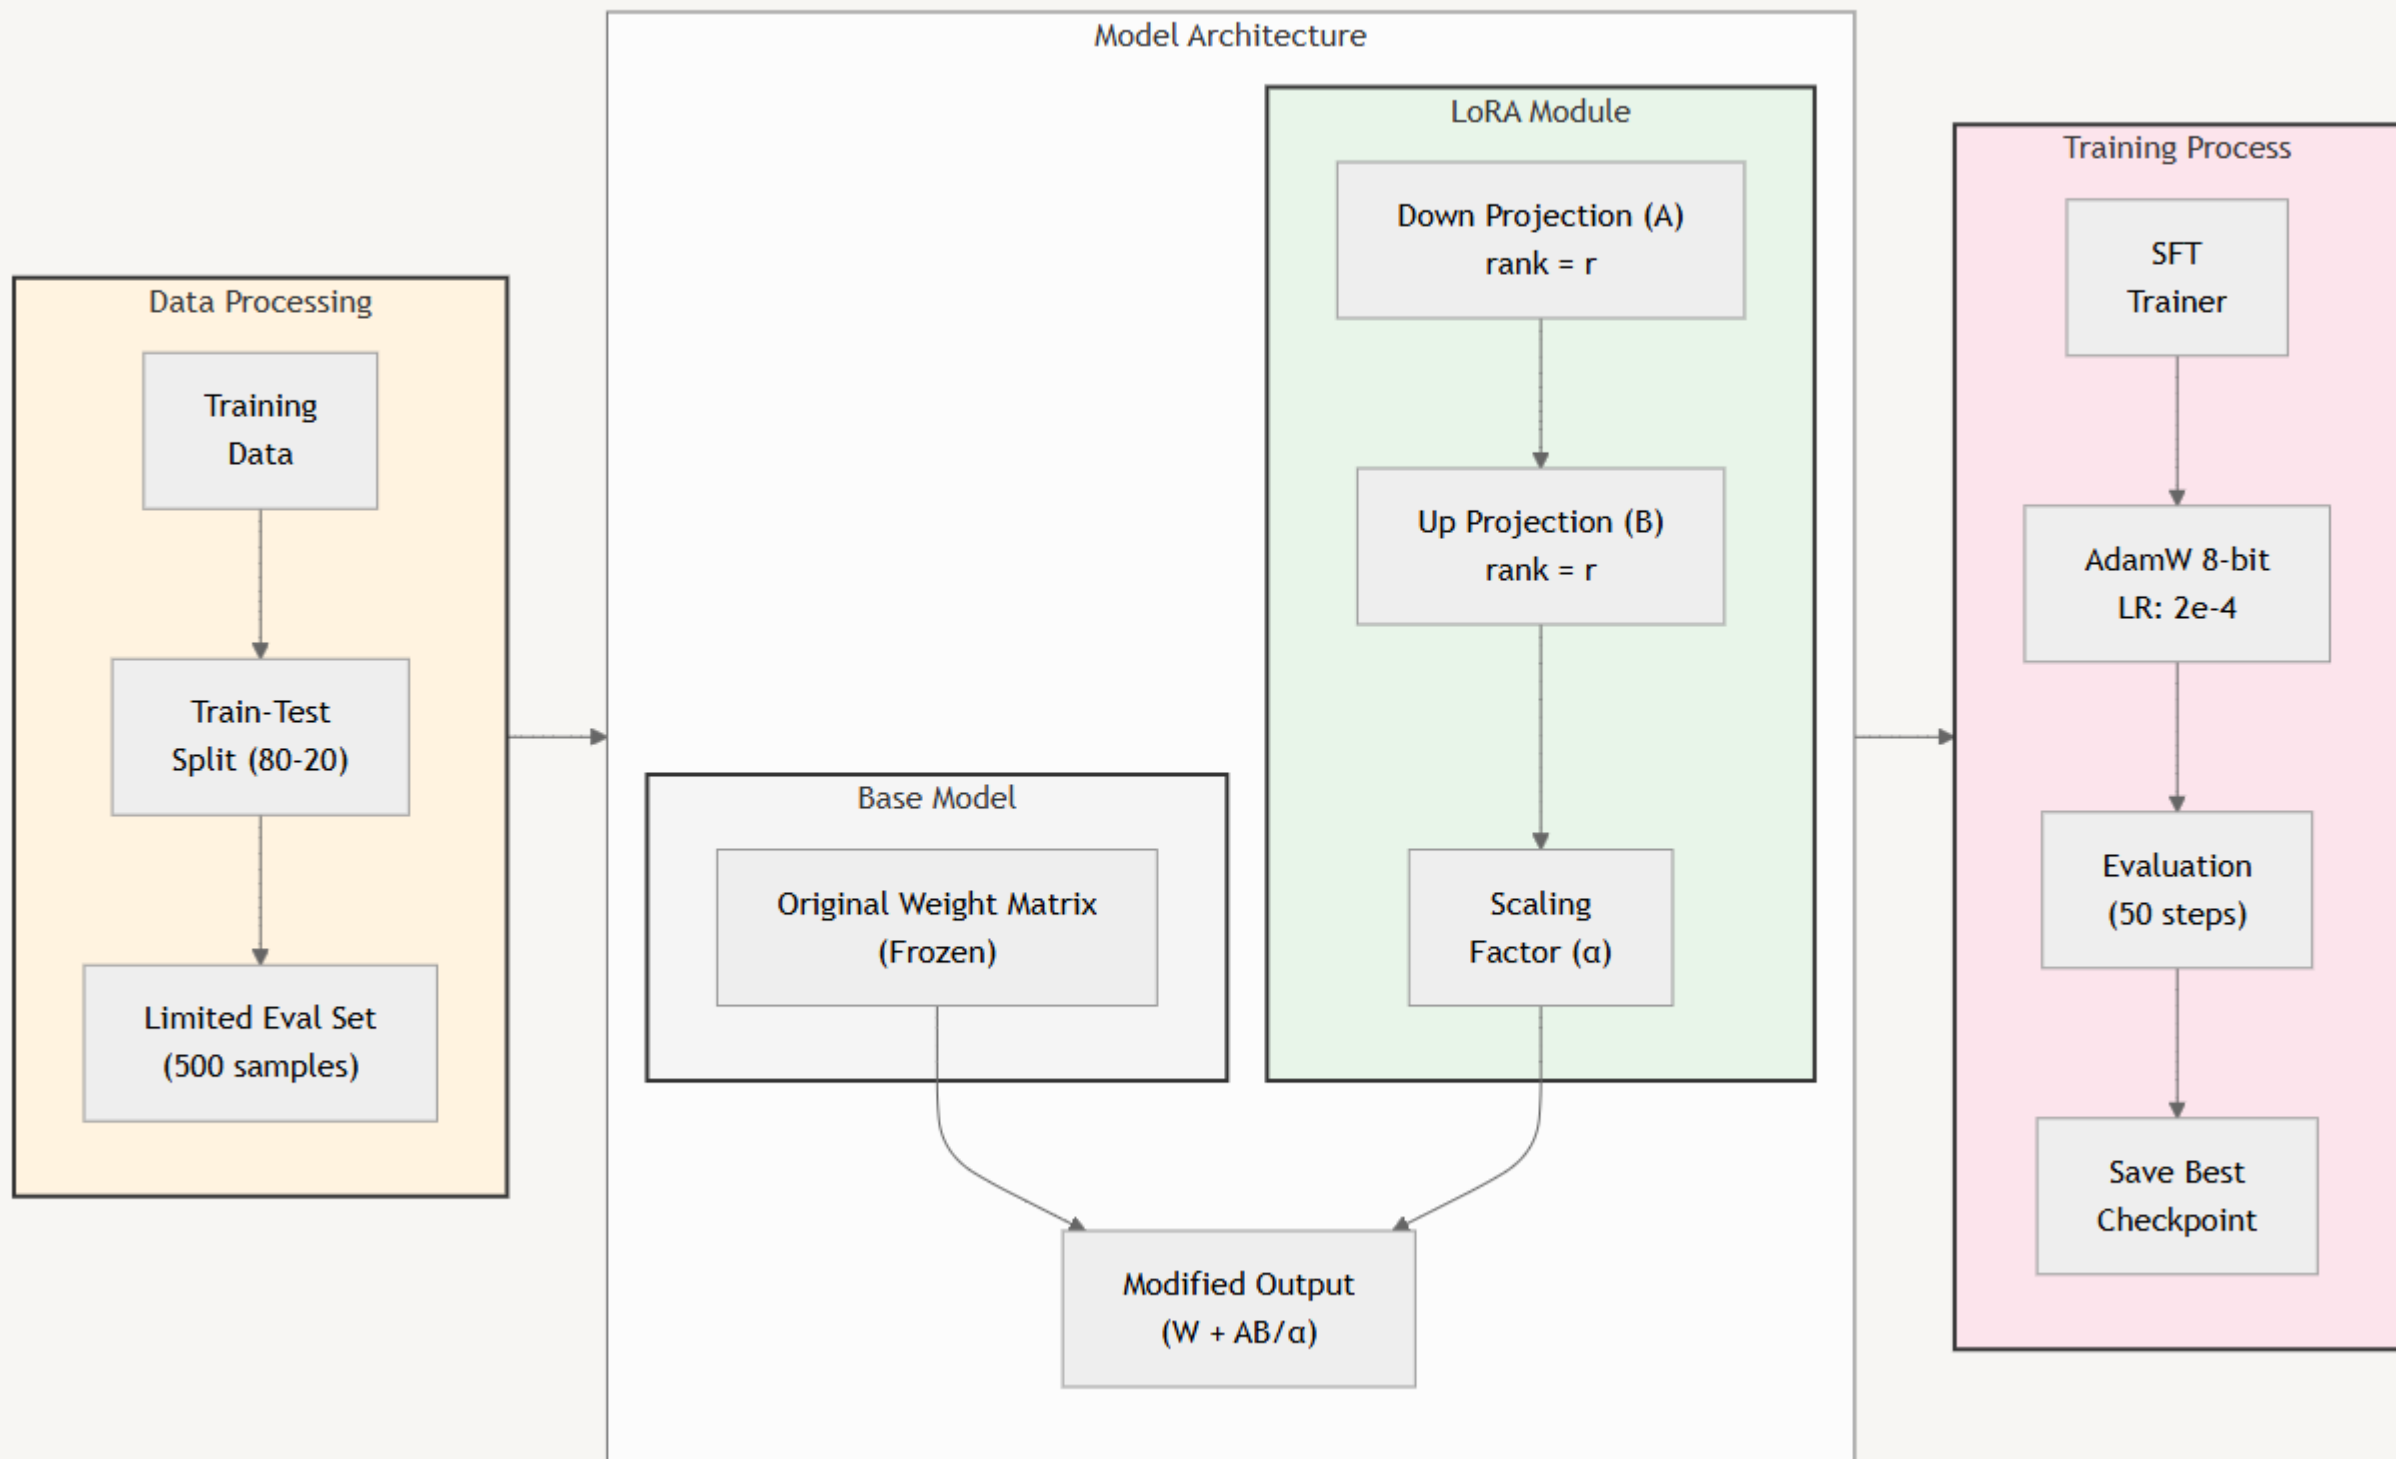 Data Processing
Training
Data
Train-Test
Split (80-20)
Limited Eval Set
(500 samples)
Model Architecture
Base Model
Original Weight Matrix
(Frozen)
LoRA Module
Down Projection (A)
rank = r
Up Projection (B)
rank = r
Scaling
Factor (α)
Modified Output
(W + AB/α)
Training Process
SFT
Trainer
AdamW 8-bit
LR: 2e-4
Evaluation
(50 steps)
Save Best
Checkpoint